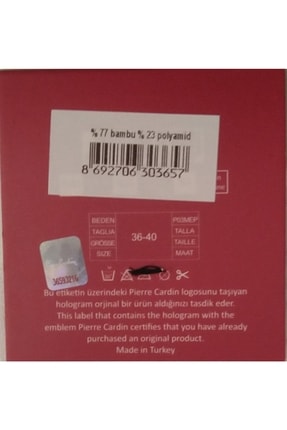 % 77 bambu % 23 polyamid
8 692706 303657
BEDEN
TAGLIA
GRÖSSE
SIZE
36-40
РАЗМЕР
TALLA
TAILLE
MAAT
Bu etiketin üzerindeki Pierre Cardin logosunu taşıyan
hologram orjinal bir ürün aldığınızı tasdik eder.
This label that contains the hologram with the
emblem Pierre Cardin certifies that you have already
purchased an original product.
Made in Turkey